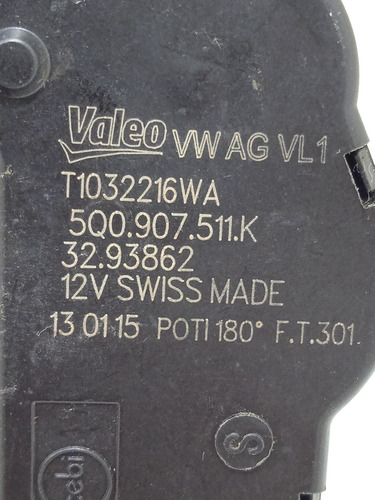 Valeo VW AG VL1
T1032216WA
5Q0.907.511.K
32.93862
12V SWISS MADE
13 01 15 POTI 180° F.T.301
S